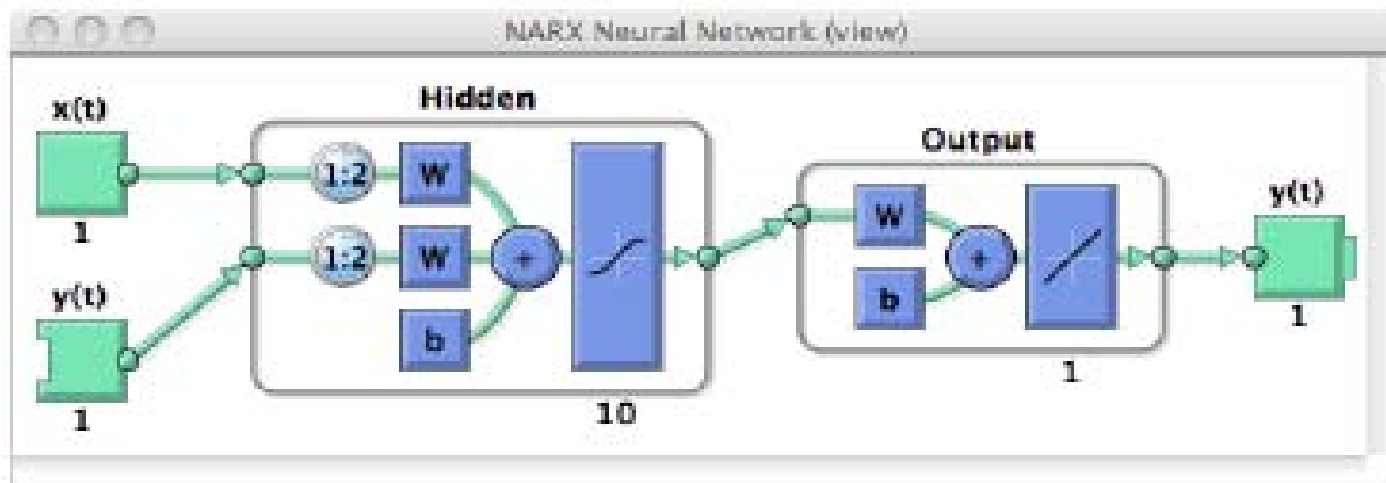 NARX Neural Network (view)
x(t)
1
y(t)
1
Hidden
1:2
W
1:2
W
b
+
10
Output
W
b
+
1
y(t)
1